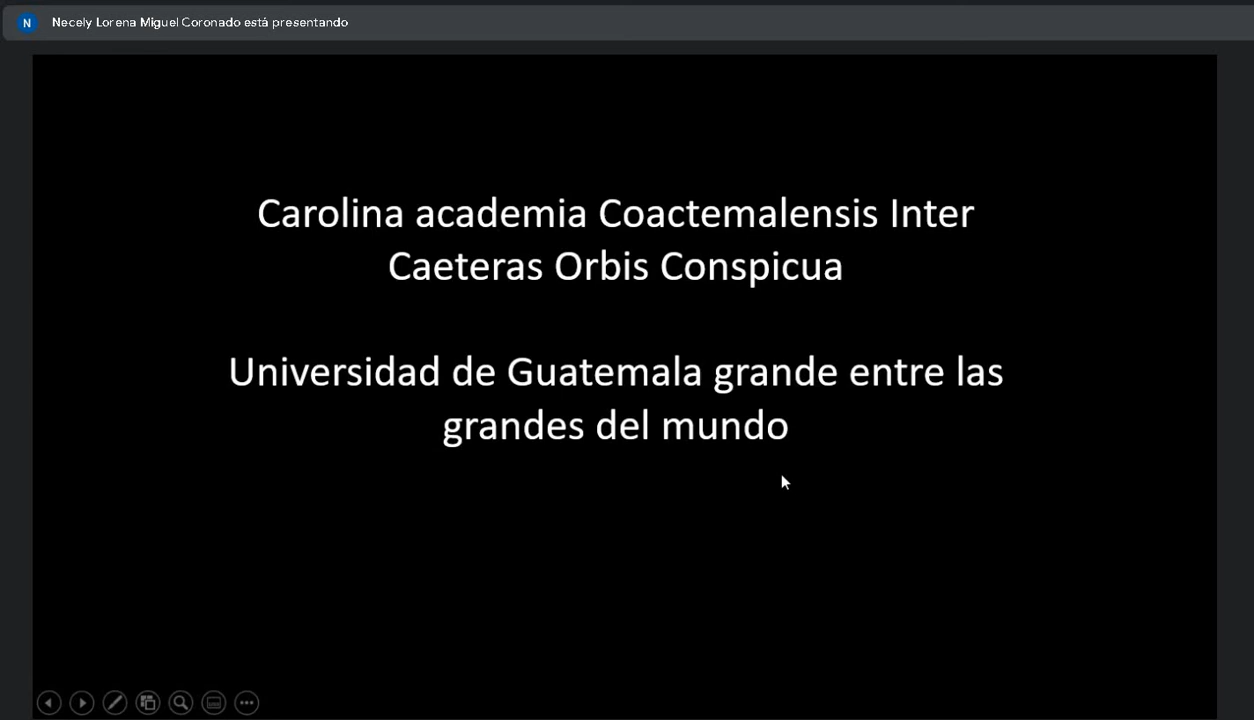 N Necely Lorena Miguel Coronado está presentando
Carolina academia Coactemalensis Inter
Caeteras Orbis Conspicua
Universidad de Guatemala grande entre las
grandes del mundo